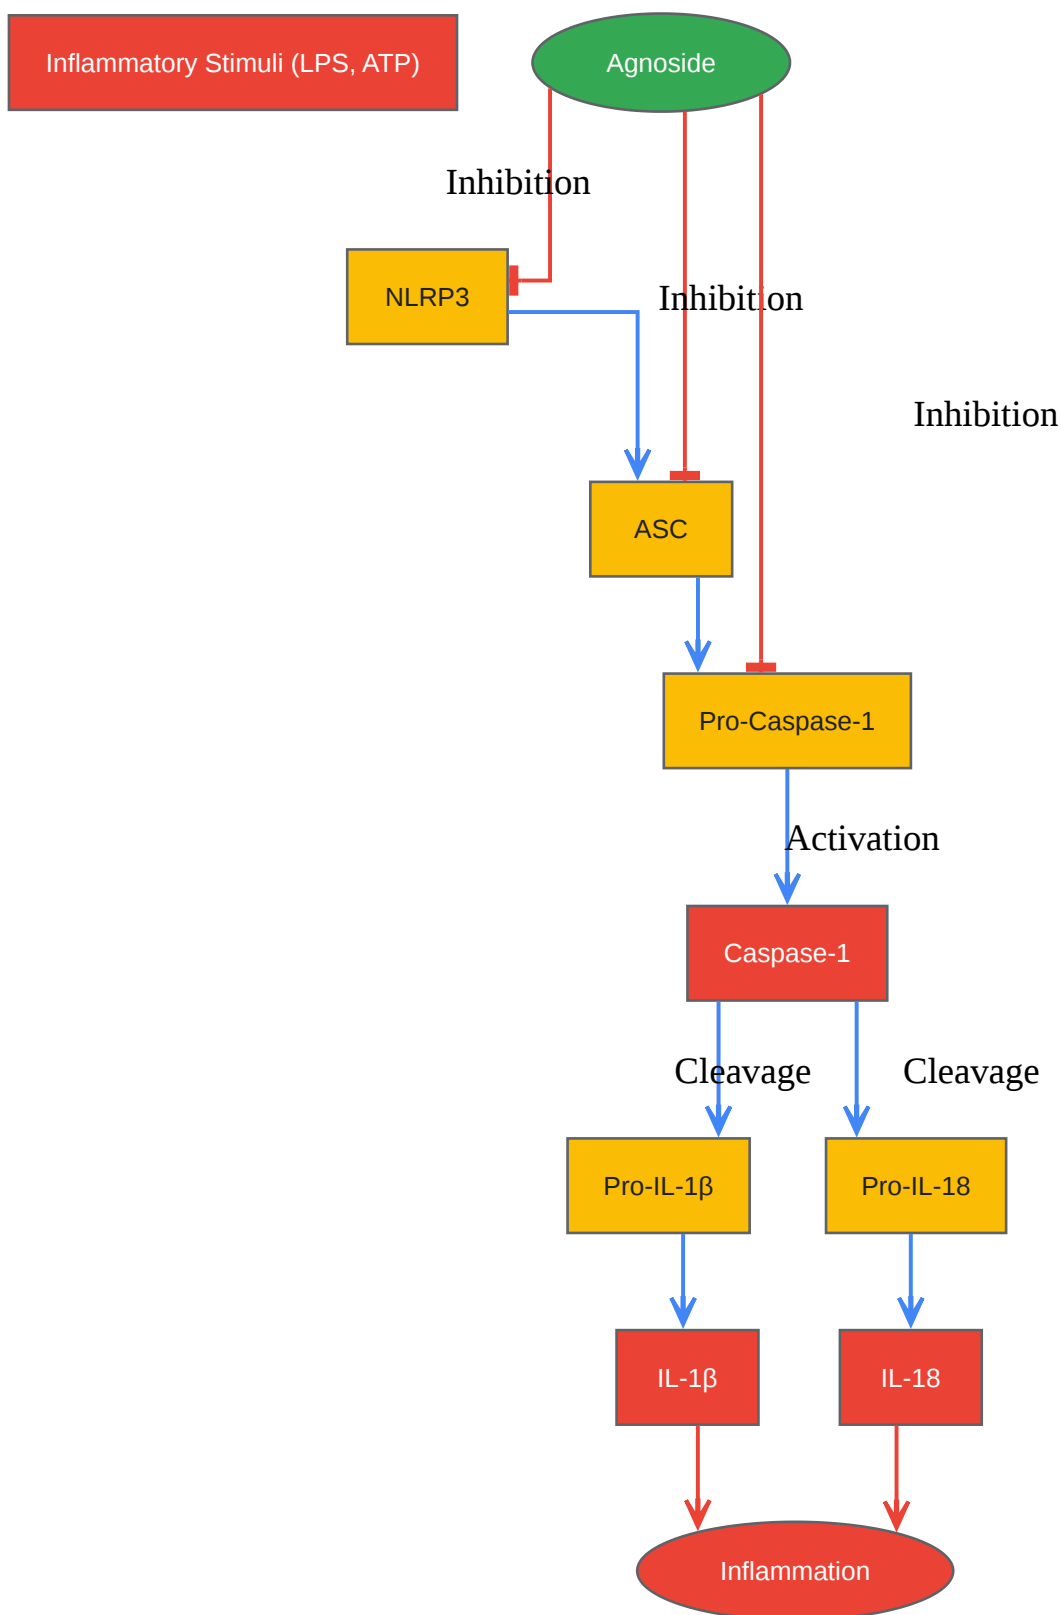 Inflammatory Stimuli (LPS, ATP)
Agnoside
Inhibition
NLRP3
Inhibition
Inhibition
ASC
Pro-Caspase-1
Activation
Caspase-1
Cleavage
Cleavage
Pro-IL-1β
Pro-IL-18
IL-1β
IL-18
Inflammation